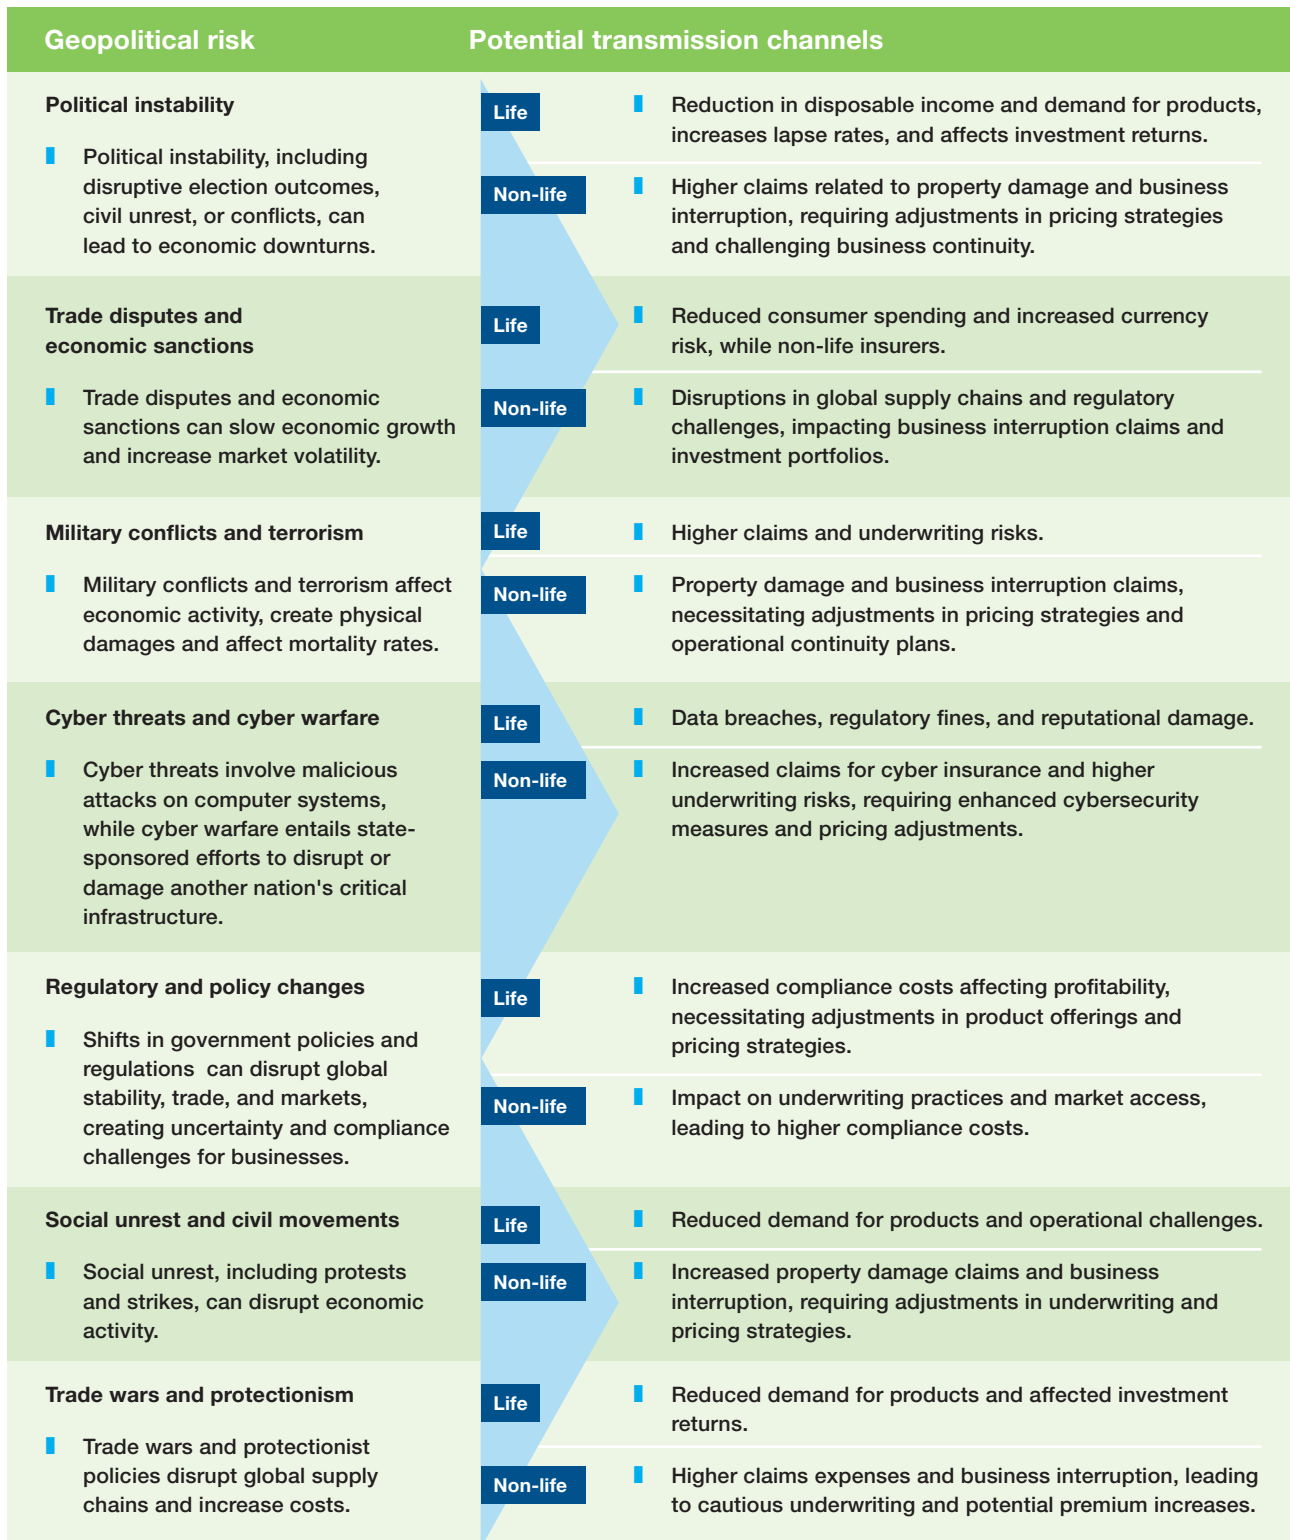 Geopolitical risk
Potential transmission channels
Political instability
Political instability, including
disruptive election outcomes,
civil unrest, or conflicts, can
lead to economic downturns.
Life
Reduction in disposable income and demand for products,
increases lapse rates, and affects investment returns.
Non-life
Higher claims related to property damage and business
interruption, requiring adjustments in pricing strategies
and challenging business continuity.
Trade disputes and
economic sanctions
Trade disputes and economic
sanctions can slow economic growth
and increase market volatility.
Life
Reduced consumer spending and increased currency
risk, while non-life insurers.
Non-life
Disruptions in global supply chains and regulatory
challenges, impacting business interruption claims and
investment portfolios.
Military conflicts and terrorism
Military conflicts and terrorism affect
economic activity, create physical
damages and affect mortality rates.
Life
Higher claims and underwriting risks.
Non-life
Property damage and business interruption claims,
necessitating adjustments in pricing strategies and
operational continuity plans.
Cyber threats and cyber warfare
Cyber threats involve malicious
attacks on computer systems,
while cyber warfare entails state-
sponsored efforts to disrupt or
damage another nation's critical
infrastructure.
Life
Data breaches, regulatory fines, and reputational damage.
Non-life
Increased claims for cyber insurance and higher
underwriting risks, requiring enhanced cybersecurity
measures and pricing adjustments.
Regulatory and policy changes
Shifts in government policies and
regulations  can disrupt global
stability, trade, and markets,
creating uncertainty and compliance
challenges for businesses.
Life
Increased compliance costs affecting profitability,
necessitating adjustments in product offerings and
pricing strategies.
Non-life
Impact on underwriting practices and market access,
leading to higher compliance costs.
Social unrest and civil movements
Social unrest, including protests
and strikes, can disrupt economic
activity.
Life
Reduced demand for products and operational challenges.
Non-life
Increased property damage claims and business
interruption, requiring adjustments in underwriting and
pricing strategies.
Trade wars and protectionism
Trade wars and protectionist
policies disrupt global supply
chains and increase costs.
Life
Reduced demand for products and affected investment
returns.
Non-life
Higher claims expenses and business interruption, leading
to cautious underwriting and potential premium increases.